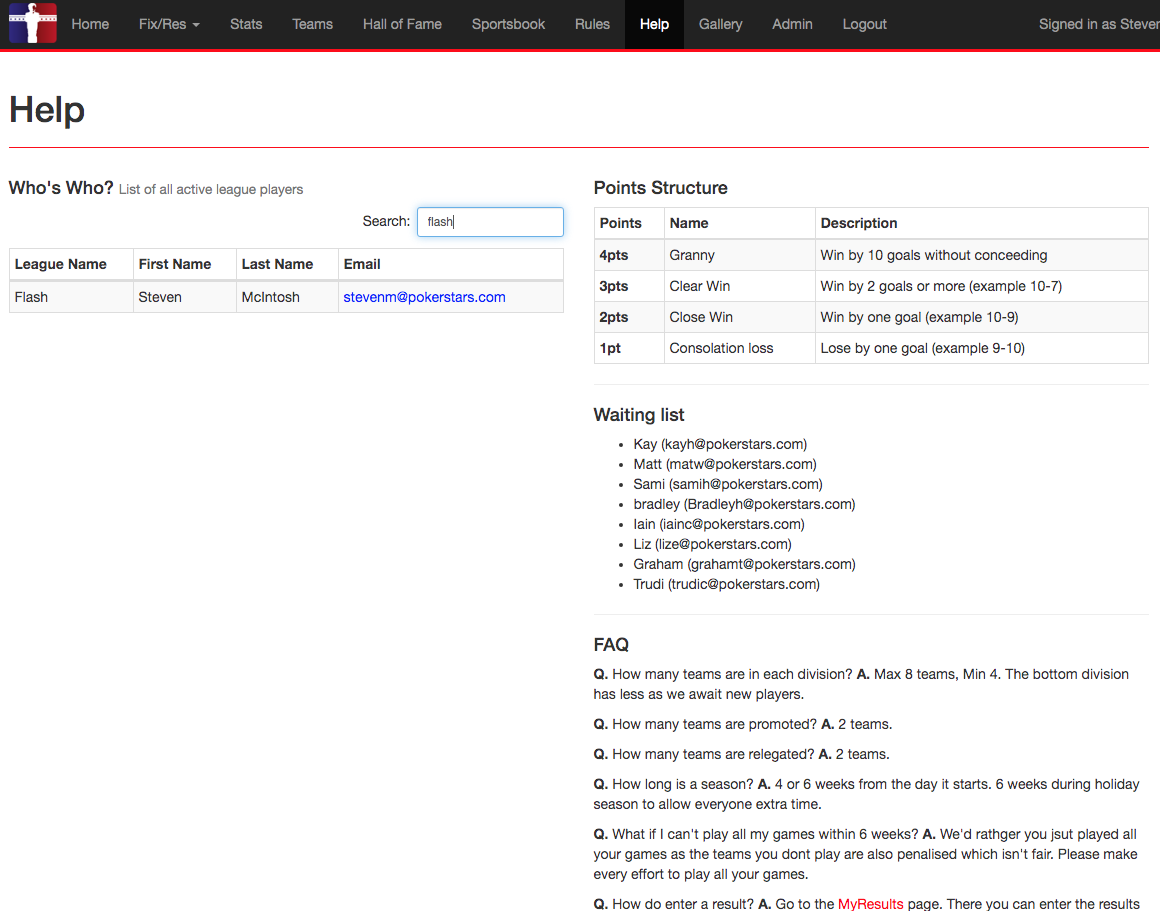 Home Fix/Res Stats Teams Hall of Fame Sportsbook Rules Help Gallery Admin Logout Signed in as Steven
Help
Who's Who? List of all active league players
Search: flash
League Name First Name Last Name Email
Flash Steven McIntosh stevenm@pokerstars.com
Points Structure
Points Name Description
4pts Granny Win by 10 goals without conceeding
3pts Clear Win Win by 2 goals or more (example 10-7)
2pts Close Win Win by one goal (example 10-9)
1pt Consolation loss Lose by one goal (example 9-10)
Waiting list
Kay (kayh@pokerstars.com)
Matt (matw@pokerstars.com)
Sami (samih@pokerstars.com)
bradley (Bradleyh@pokerstars.com)
Iain (iainc@pokerstars.com)
Liz (lize@pokerstars.com)
Graham (grahamt@pokerstars.com)
Trudi (trudic@pokerstars.com)
FAQ
Q. How many teams are in each division? A. Max 8 teams, Min 4. The bottom division
has less as we await new players.
Q. How many teams are promoted? A. 2 teams.
Q. How many teams are relegated? A. 2 teams.
Q. How long is a season? A. 4 or 6 weeks from the day it starts. 6 weeks during holiday
season to allow everyone extra time.
Q. What if I can't play all my games within 6 weeks? A. We'd rathger you jsut played all
your games as the teams you dont play are also penalised which isn't fair. Please make
every effort to play all your games.
Q. How do enter a result? A. Go to the MyResults page. There you can enter the results